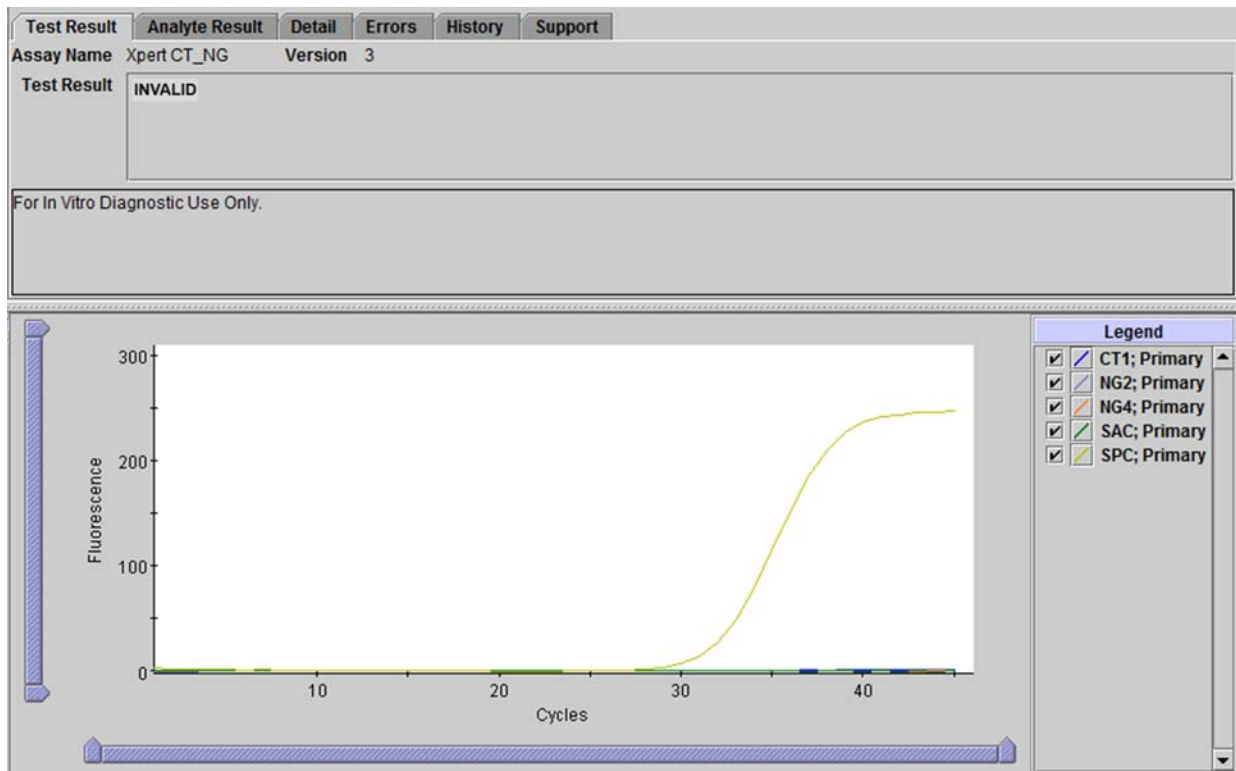 Test Result Analyte Result Detail Errors History Support
Assay Name Xpert CT_NG Version 3
Test Result INVALID
For In Vitro Diagnostic Use Only.
Legend
CT1; Primary
NG2; Primary
NG4; Primary
SAC; Primary
SPC; Primary
300
200
100
0
Fluorescence
10 20 30 40
Cycles